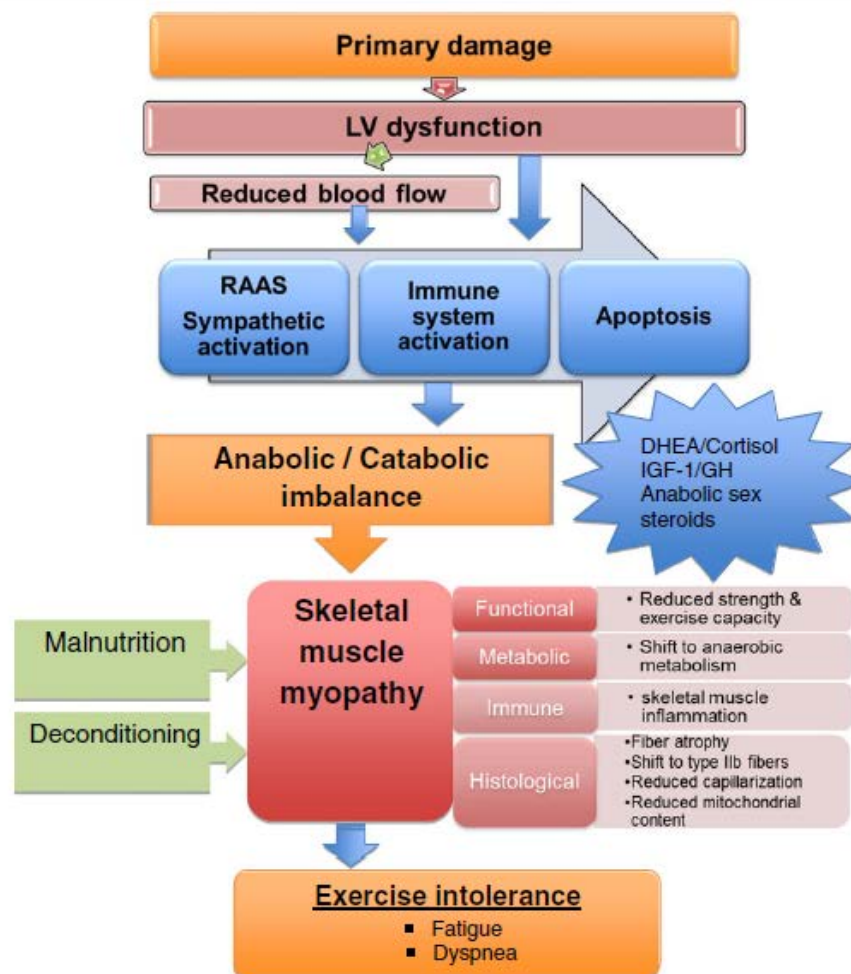 Primary damage
LV dysfunction
Reduced blood flow
RAAS
Sympathetic
activation
Immune
system
activation
Apoptosis
Anabolic / Catabolic
imbalance
DHEA/Cortisol
IGF-1/GH
Anabolic sex
steroids
Malnutrition
Deconditioning
Skeletal
muscle
myopathy
Functional
• Reduced strength &
exercise capacity
Metabolic
• Shift to anaerobic
metabolism
Immune
• skeletal muscle
inflammation
Histological
•Fiber atrophy
•Shift to type IIb fibers
•Reduced capillarization
•Reduced mitochondrial
content
Exercise intolerance
▪ Fatigue
▪ Dyspnea